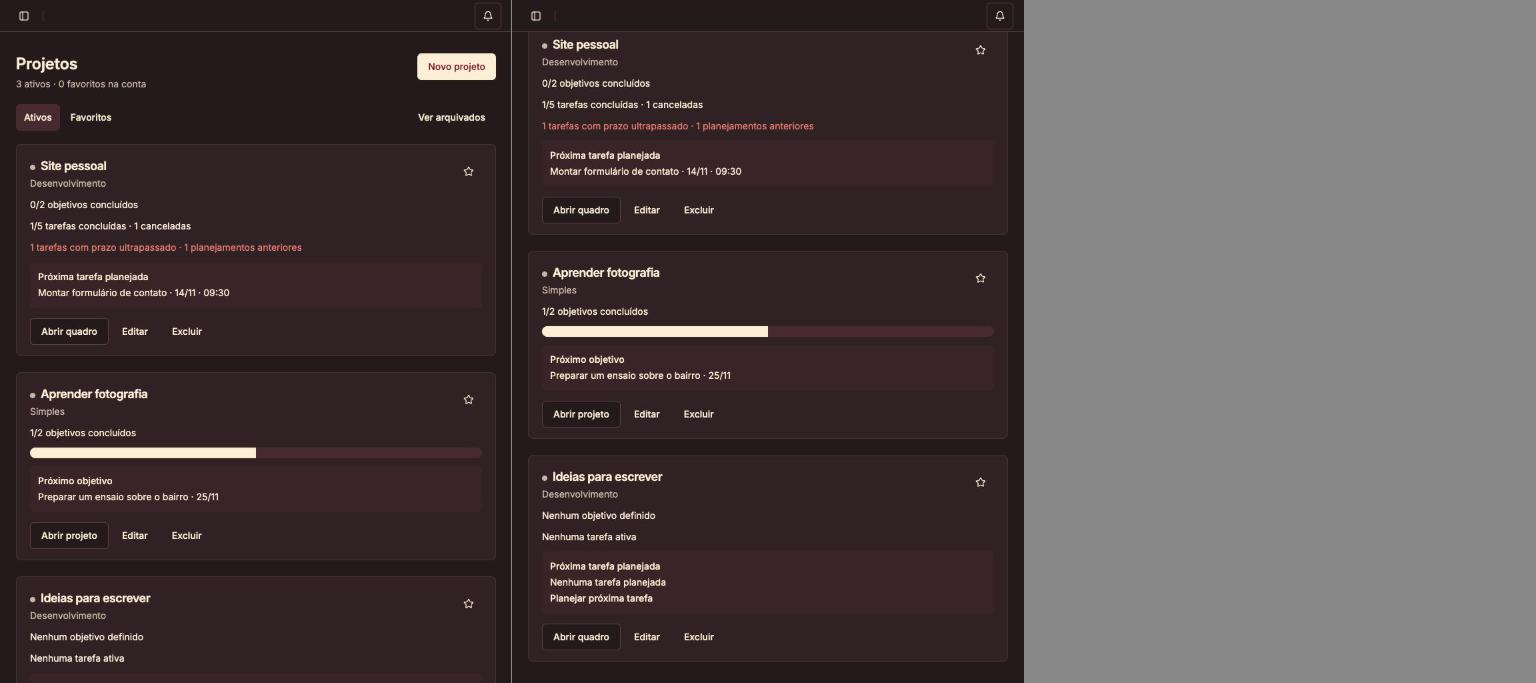 Projetos
Novo projeto
3 ativos · 0 favoritos na conta
Ativos
Favoritos
Ver arquivados
Site pessoal
Desenvolvimento
0/2 objetivos concluídos
1/5 tarefas concluídas · 1 canceladas
1 tarefas com prazo ultrapassado · 1 planejamentos anteriores
Próxima tarefa planejada
Montar formulário de contato · 14/11 · 09:30
Abrir quadro
Editar
Excluir
Aprender fotografia
Simples
1/2 objetivos concluídos
Próximo objetivo
Preparar um ensaio sobre o bairro · 25/11
Abrir projeto
Editar
Excluir
Ideias para escrever
Desenvolvimento
Nenhum objetivo definido
Nenhuma tarefa ativa
Site pessoal
Desenvolvimento
0/2 objetivos concluídos
1/5 tarefas concluídas · 1 canceladas
1 tarefas com prazo ultrapassado · 1 planejamentos anteriores
Próxima tarefa planejada
Montar formulário de contato · 14/11 · 09:30
Abrir quadro
Editar
Excluir
Aprender fotografia
Simples
1/2 objetivos concluídos
Próximo objetivo
Preparar um ensaio sobre o bairro · 25/11
Abrir projeto
Editar
Excluir
Ideias para escrever
Desenvolvimento
Nenhum objetivo definido
Nenhuma tarefa ativa
Próxima tarefa planejada
Nenhuma tarefa planejada
Planejar próxima tarefa
Abrir quadro
Editar
Excluir